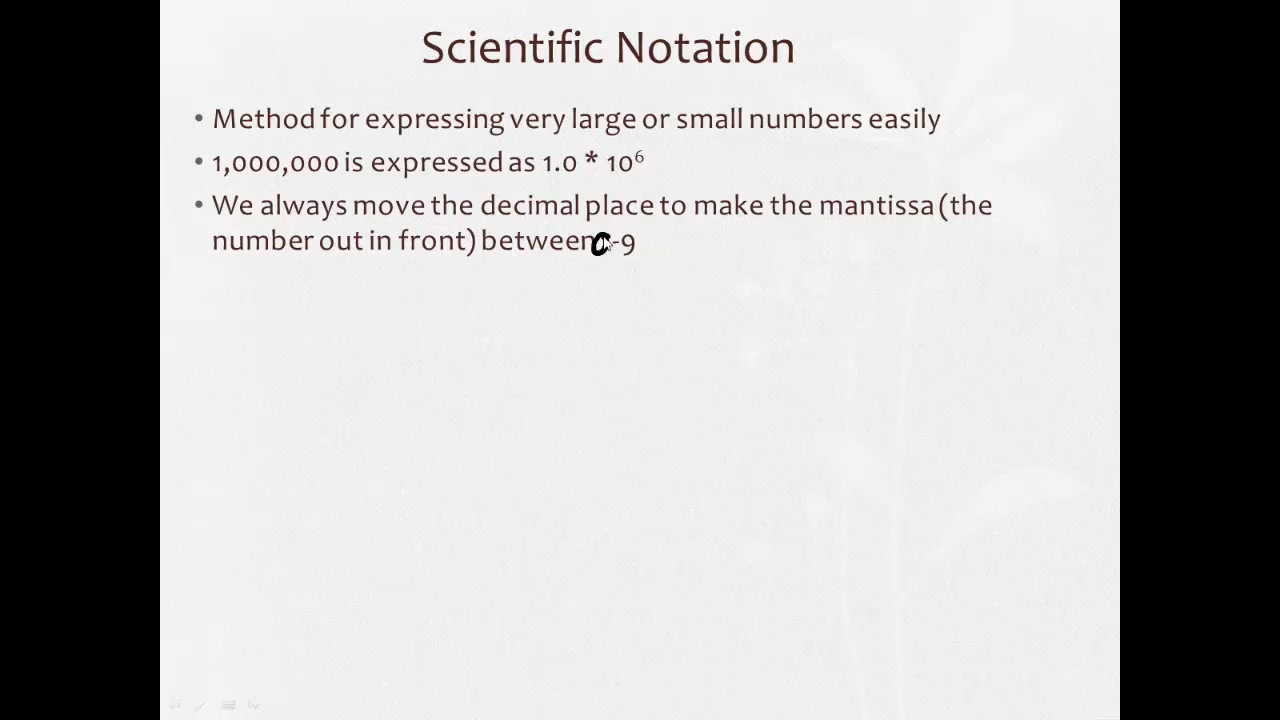 Scientific Notation
• Method for expressing very large or small numbers easily
• 1,000,000 is expressed as 1.0 * 10⁶
• We always move the decimal place to make the mantissa (the
number out in front) between -9